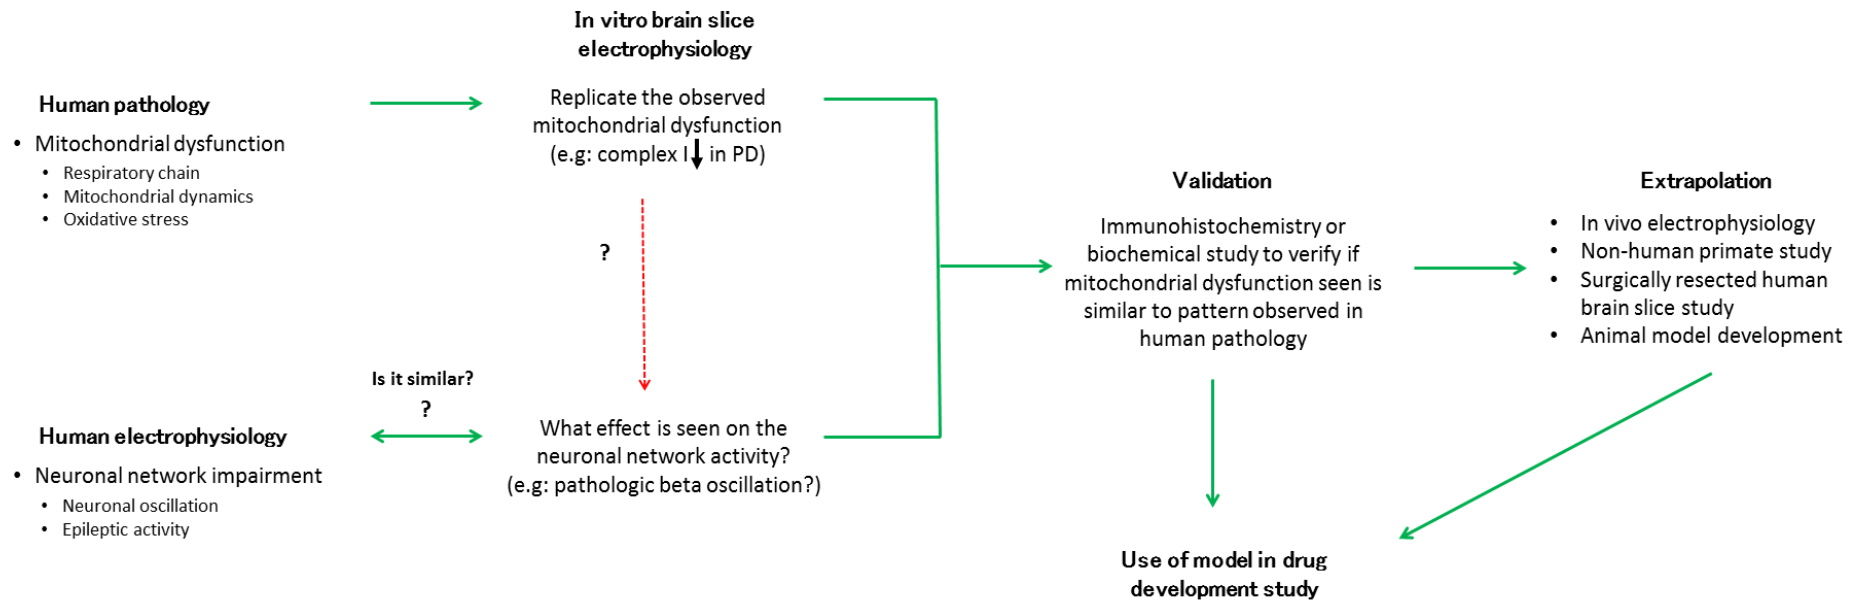 In vitro brain slice
electrophysiology
Human pathology
• Mitochondrial dysfunction
• Respiratory chain
• Mitochondrial dynamics
• Oxidative stress
Replicate the observed
mitochondrial dysfunction
(e.g: complex I↓ in PD)
?
Is it similar?
?
Human electrophysiology
• Neuronal network impairment
• Neuronal oscillation
• Epileptic activity
What effect is seen on the
neuronal network activity?
(e.g: pathologic beta oscillation?)
Validation
Immunohistochemistry or
biochemical study to verify if
mitochondrial dysfunction seen is
similar to pattern observed in
human pathology
Extrapolation
• In vivo electrophysiology
• Non-human primate study
• Surgically resected human
brain slice study
• Animal model development
Use of model in drug
development study